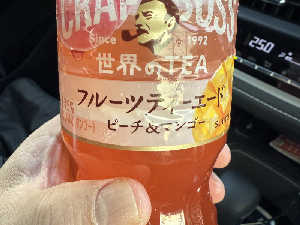 CRAFT BOSS
Since 1992
世界のTEA
フルーツティーエード
ピーチ&マンゴー
250